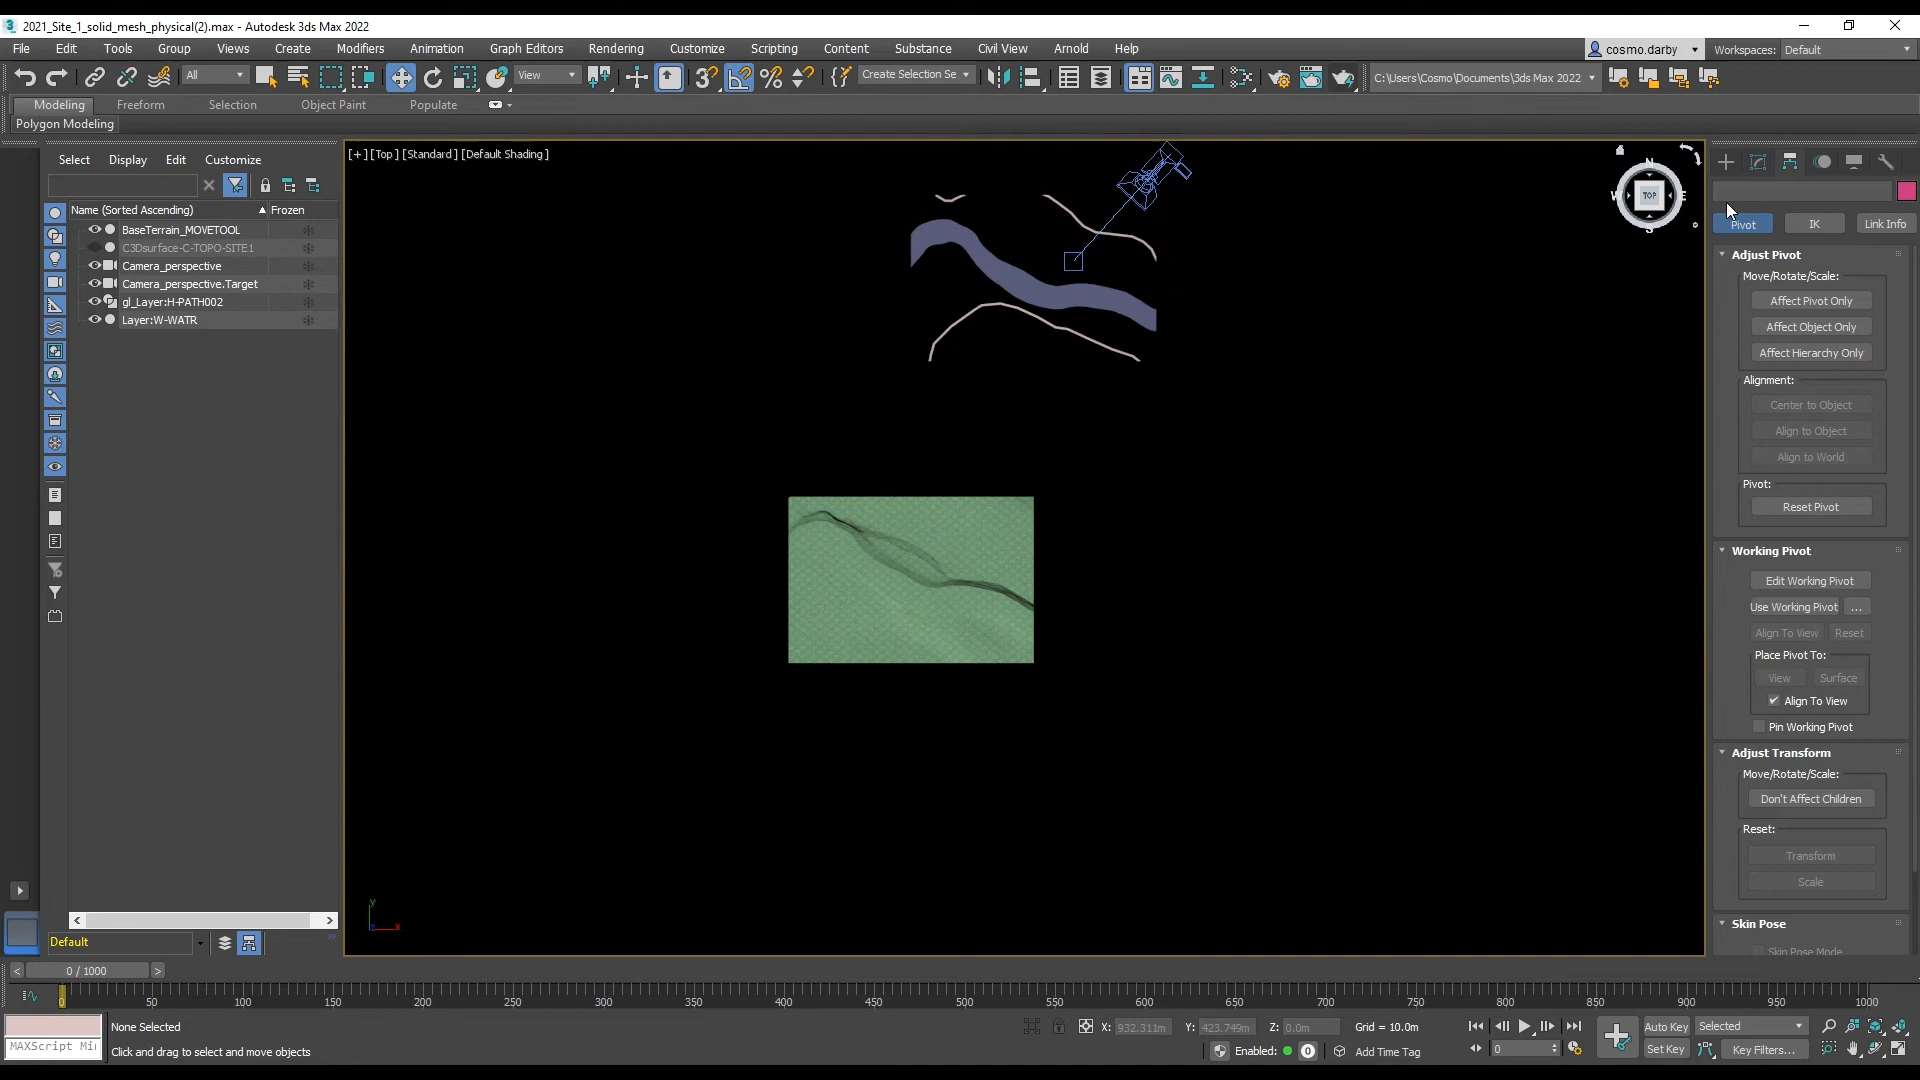 2021_Site_1_solid_mesh_physical(2).max - Autodesk 3ds Max 2022
File Edit Tools Group Views Create Modifiers Animation Graph Editors Rendering Customize Scripting Content Substance Civil View Arnold Help
cosmo.darby Workspaces: Default
All View Create Selection Se C:\Users\Cosmo\Documents\3ds Max 2022
Modeling Freeform Selection Object Paint Populate
Polygon Modeling
Select Display Edit Customize
Name (Sorted Ascending) Frozen
BaseTerrain_MOVETOOL
C3Dsurface-C-TOPO-SITE1
Camera_perspective
Camera_perspective.Target
gl_Layer:H-PATH002
Layer:W-WATR
Default
[+] [Top] [Standard] [Default Shading]
N
W TOP E
S
y
z x
Pivot IK Link Info
Adjust Pivot
Move/Rotate/Scale:
Affect Pivot Only
Affect Object Only
Affect Hierarchy Only
Alignment:
Center to Object
Align to Object
Align to World
Pivot:
Reset Pivot
Working Pivot
Edit Working Pivot
Use Working Pivot ...
Align To View Reset
Place Pivot To:
View Surface
Align To View
Pin Working Pivot
Adjust Transform
Move/Rotate/Scale:
Don't Affect Children
Reset:
Transform
Scale
Skin Pose
Skin Pose Mode
< 0 / 1000 >
0 50 100 150 200 250 300 350 400 450 500 550 600 650 700 750 800 850 900 950 1000
None Selected
MAXScript Mi
Click and drag to select and move objects
X: 932.311m Y: 423.749m Z: 0.0m Grid = 10.0m
Enabled: 0 Add Time Tag
0
Auto Key Selected
Set Key Key Filters...